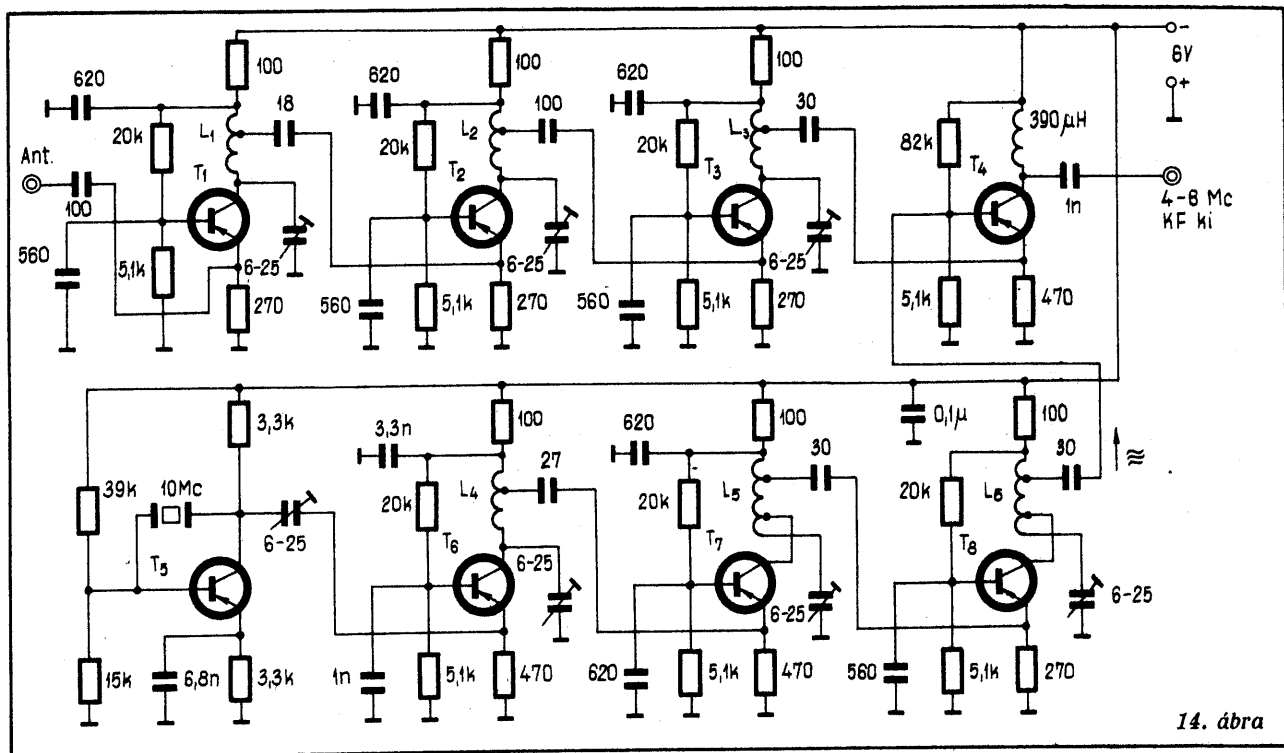 100
100
100
-
6V
+
620
620
620
18
100
30
20k
L1
20k
L2
20k
L3
82k
390 µH
Ant.
T1
T2
T3
T4
100
1n
4-8 Mc
KF ki
560
5,1k
6-25
270
560
5,1k
6-25
270
560
5,1k
6-25
270
5,1k
470
3,3k
100
100
0,1µ
100
3,3n
620
27
30
30
≈
39k
10Mc
20k
L4
20k
L5
20k
L6
6-25
T5
T6
6-25
T7
6-25
T8
6-25
15k
6,8n
3,3k
1n
5,1k
470
620
5,1k
470
560
5,1k
270
14. ábra